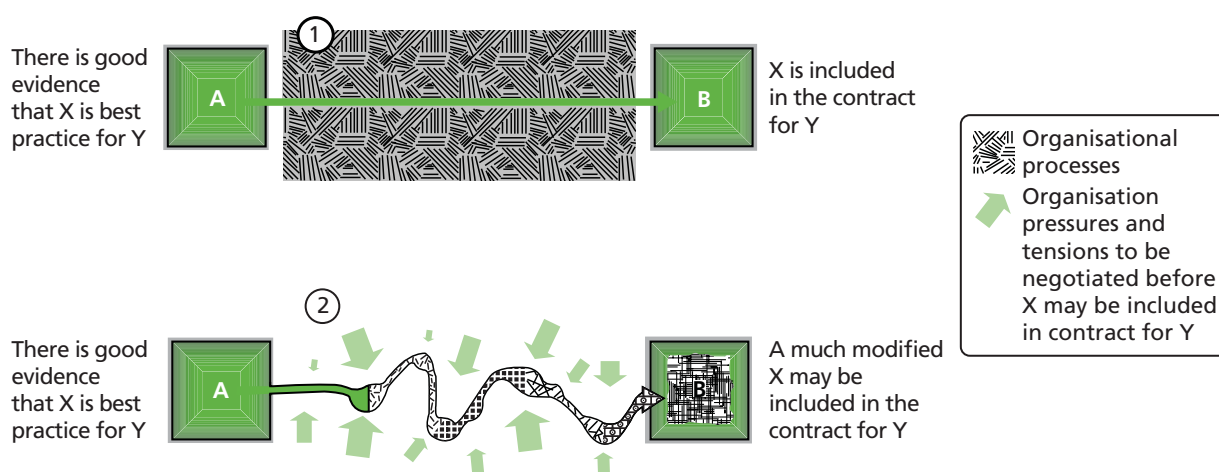 1
There is good
evidence
that X is best
practice for Y
A
B
X is included
in the contract
for Y
Organisational
processes
Organisation
pressures and
tensions to be
negotiated before
X may be included
in contract for Y
2
There is good
evidence
that X is best
practice for Y
A
B
A much modified
X may be
included in the
contract for Y